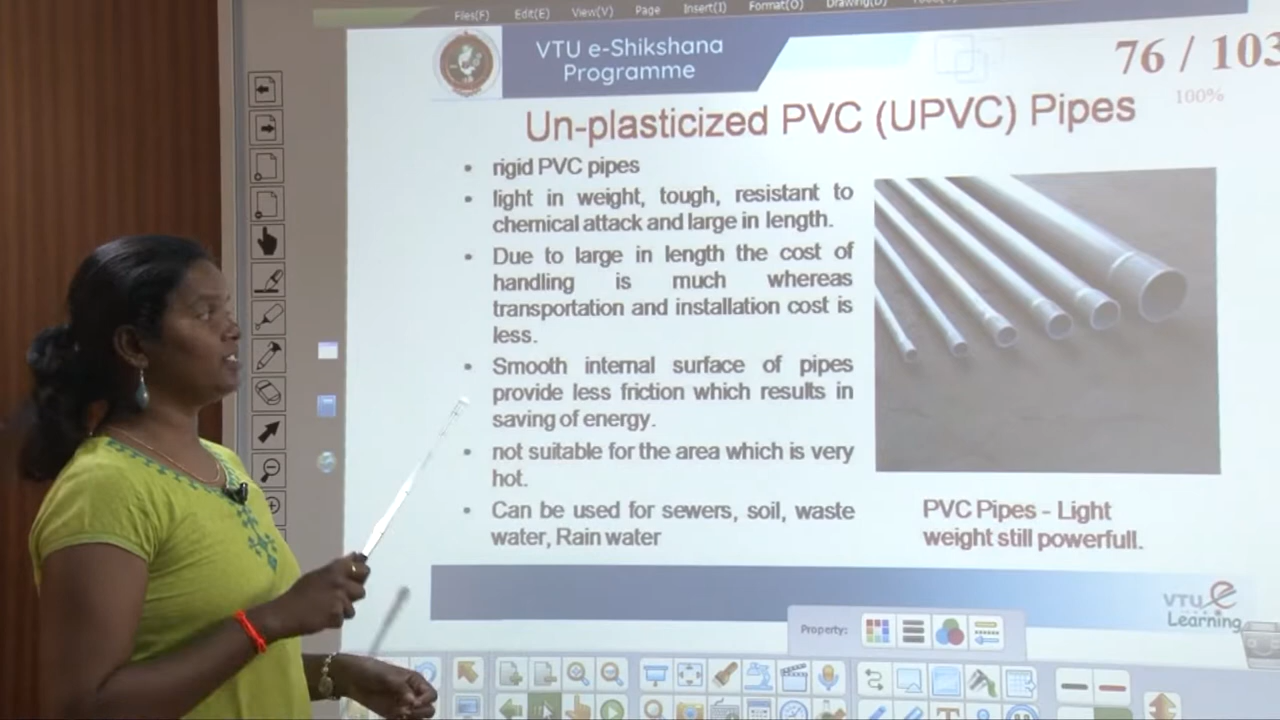 Files(F) Edit(E) View(V) Page Insert(I) Format(O) Drawing(D)
VTU e-Shikshana
Programme
76 / 103
100%
Un-plasticized PVC (UPVC) Pipes
• rigid PVC pipes
• light in weight, tough, resistant to
chemical attack and large in length.
• Due to large in length the cost of
handling is much whereas
transportation and installation cost is
less.
• Smooth internal surface of pipes
provide less friction which results in
saving of energy.
• not suitable for the area which is very
hot.
• Can be used for sewers, soil, waste
water, Rain water
PVC Pipes - Light
weight still powerfull.
VTU e
Learning
Property: